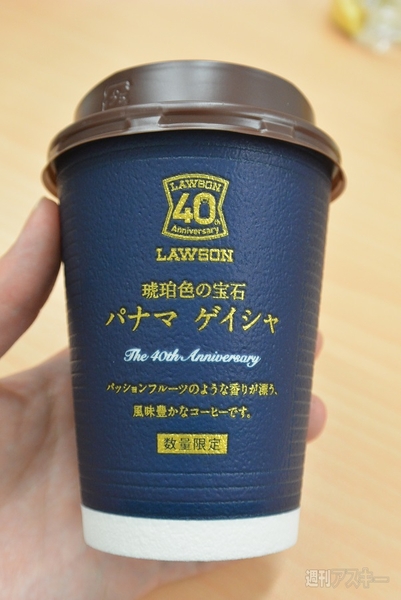 LAWSON
40th
Anniversary
LAWSON
琥珀色の宝石
パナマ ゲイシャ
The 40th Anniversary
パッションフルーツのような香りが漂う、
風味豊かなコーヒーです。
数量限定
週刊アスキー